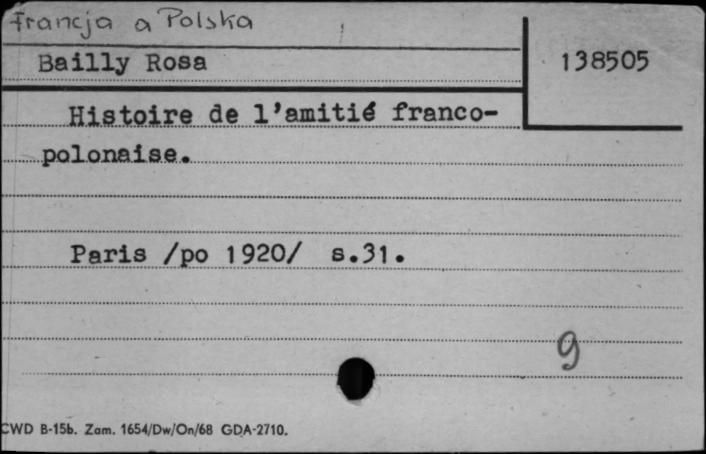 Francja a Polska
Bailly Rosa
138505
Histoire de l'amitié franco-
polonaise.
Paris /po 1920/ s.31.
9
CWD B-15b. Zam. 1654/Dw/On/68 GDA-2710.